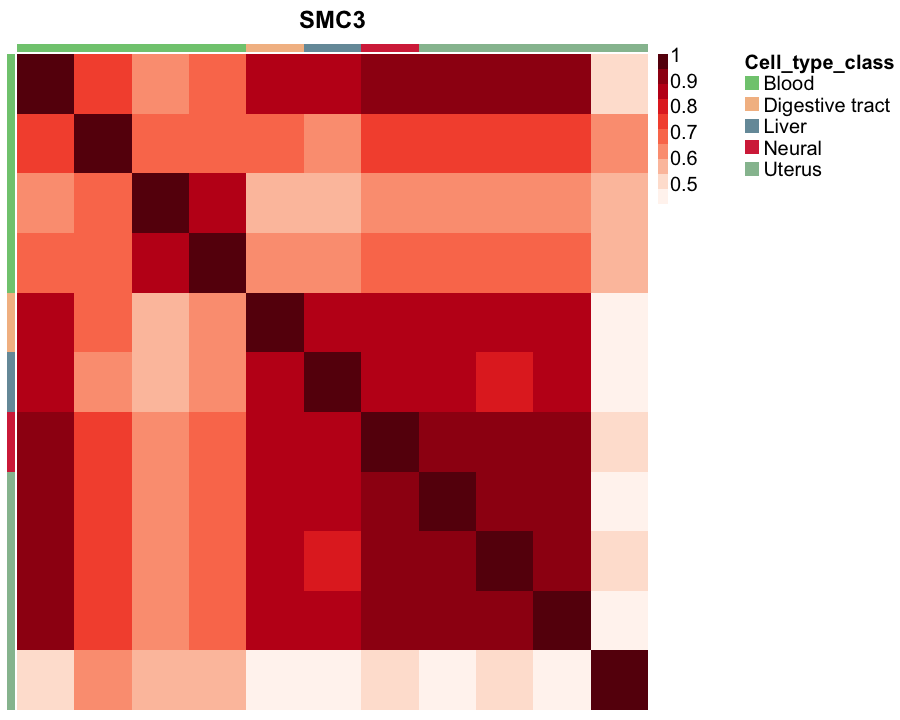 SMC3
1
0.9
0.8
0.7
0.6
0.5
Cell_type_class
Blood
Digestive tract
Liver
Neural
Uterus